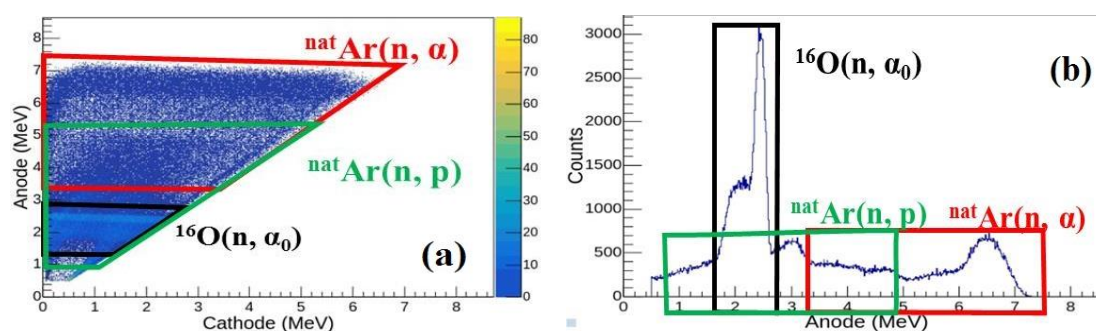 natAr(n, α)
natAr(n, p)
16O(n, α0)
(a)
Anode (MeV)
8
7
6
5
4
3
2
1
0
0 1 2 3 4 5 6 7 8
Cathode (MeV)
80
70
60
50
40
30
20
10
0
16O(n, α0)
(b)
natAr(n, p)
natAr(n, α)
Counts
3000
2500
2000
1500
1000
500
0
0 1 2 3 4 5 6 7 8
Anode (MeV)